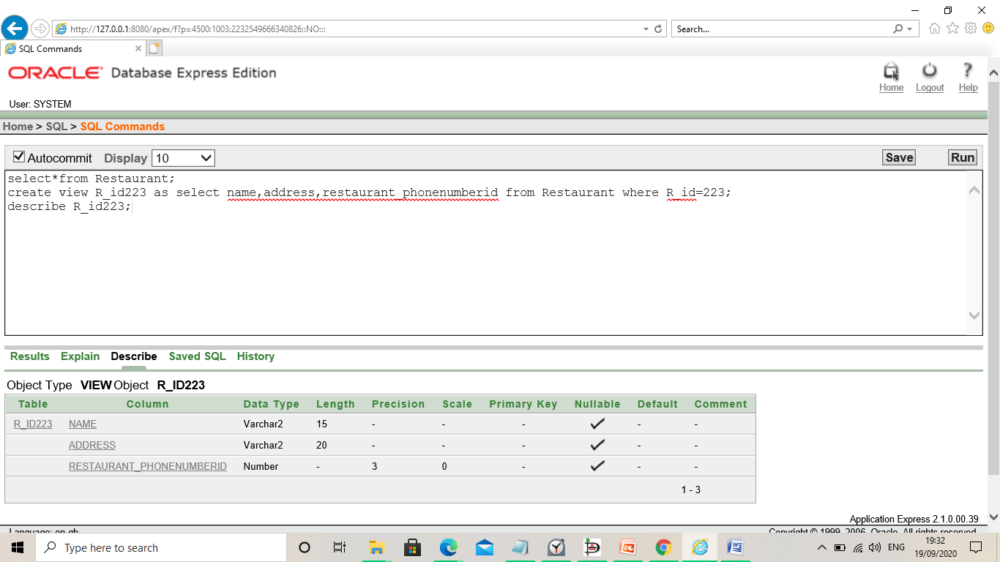 http://127.0.0.1:8080/apex/f?p=4500:1003:2232549666340826::NO:::
Search...
SQL Commands
ORACLE® Database Express Edition
Home Logout Help
User: SYSTEM
Home > SQL > SQL Commands
Autocommit Display 10 Save Run
select*from Restaurant;
create view R_id223 as select name,address,restaurant_phonenumberid from Restaurant where R_id=223;
describe R_id223;
Results Explain Describe Saved SQL History
Object Type VIEW Object R_ID223
Table Column Data Type Length Precision Scale Primary Key Nullable Default Comment
R_ID223 NAME Varchar2 15 - - - - -
ADDRESS Varchar2 20 - - - - -
RESTAURANT_PHONENUMBERID Number - 3 0 - - -
1 - 3
Application Express 2.1.0.00.39
Language: en-gb Copyright © 1999, 2006, Oracle. All rights reserved.
Type here to search
ENG
19:32
19/09/2020